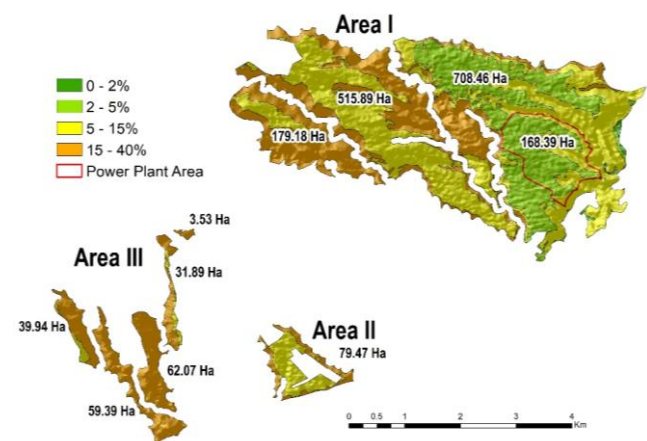 Area I
0 - 2%
2 - 5%
5 - 15%
15 - 40%
Power Plant Area
708.46 Ha
515.89 Ha
179.18 Ha
168.39 Ha
3.53 Ha
Area III
31.89 Ha
39.94 Ha
62.07 Ha
59.39 Ha
Area II
79.47 Ha
0 0.5 1 2 3 4
Km